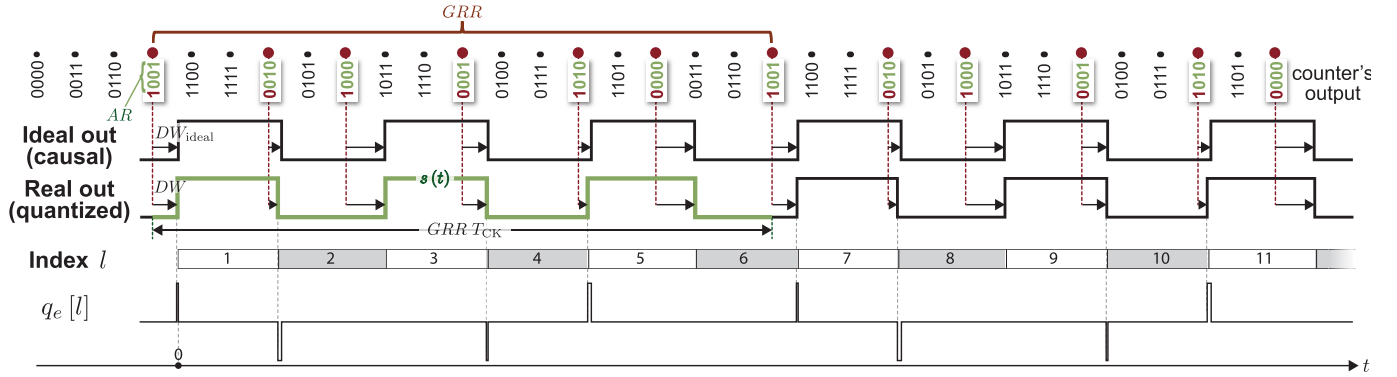 GRR
0000 0011 0110 1001 1100 1111 0010 0101 1000 1011 1110 0001 0100 0111 1010 1101 0000 0011 0110 1001 1100 1111 0010 0101 1000 1011 1110 0001 0100 0111 1010 1101 0000
counter's
output
AR
Ideal out
(causal)
DW_ideal
Real out
(quantized)
DW
s(t)
GRR T_CK
Index l
1 2 3 4 5 6 7 8 9 10 11
q_e [l]
0
t